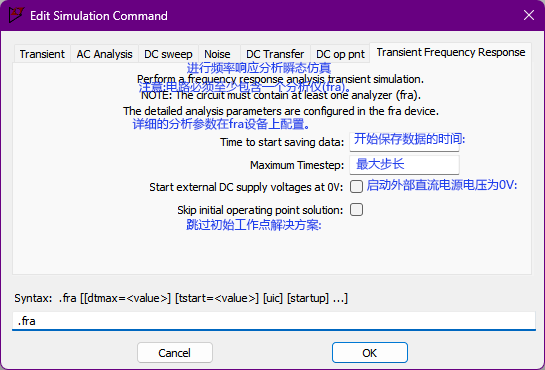 Edit Simulation Command
Transient AC Analysis DC sweep Noise DC Transfer DC op pnt Transient Frequency Response
进行频率响应分析瞬态仿真
Perform a frequency response analysis transient simulation.
注意:电路必须至少包含一个分析仪(fra)。
NOTE: The circuit must contain at least one analyzer (fra).
The detailed analysis parameters are configured in the fra device.
详细的分析参数在fra设备上配置。
Time to start saving data: 开始保存数据的时间:
Maximum Timestep: 最大步长
Start external DC supply voltages at 0V: 启动外部直流电源电压为0V:
Skip initial operating point solution:
跳过初始工作点解决方案:
Syntax: .fra [[dtmax=<value>] [tstart=<value>] [uic] [startup] ...]
.fra
Cancel OK